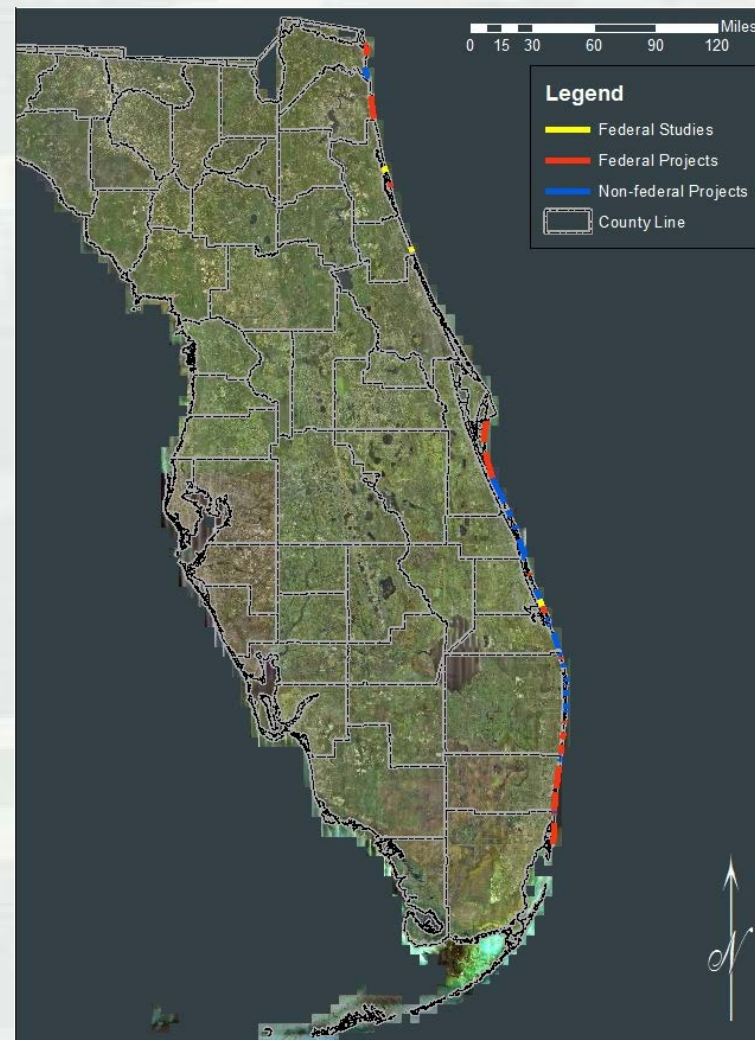 Miles
0 15 30 60 90 120
Legend
Federal Studies
Federal Projects
Non-federal Projects
County Line
N